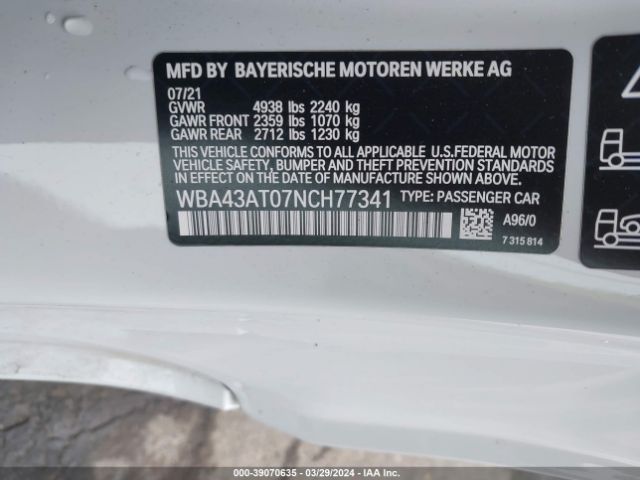 MFD BY BAYERISCHE MOTOREN WERKE AG
07/21
GVWR 4938 lbs 2240 kg
GAWR FRONT 2359 lbs 1070 kg
GAWR REAR 2712 lbs 1230 kg
THIS VEHICLE CONFORMS TO ALL APPLICABLE U.S.FEDERAL MOTOR
VEHICLE SAFETY, BUMPER AND THEFT PREVENTION STANDARDS
IN EFFECT ON THE DATE OF MANUFACTURE SHOWN ABOVE.
WBA43AT07NCH77341 TYPE: PASSENGER CAR
A96/0
7 315 814
000-39070635 - 03/29/2024 - IAA Inc.